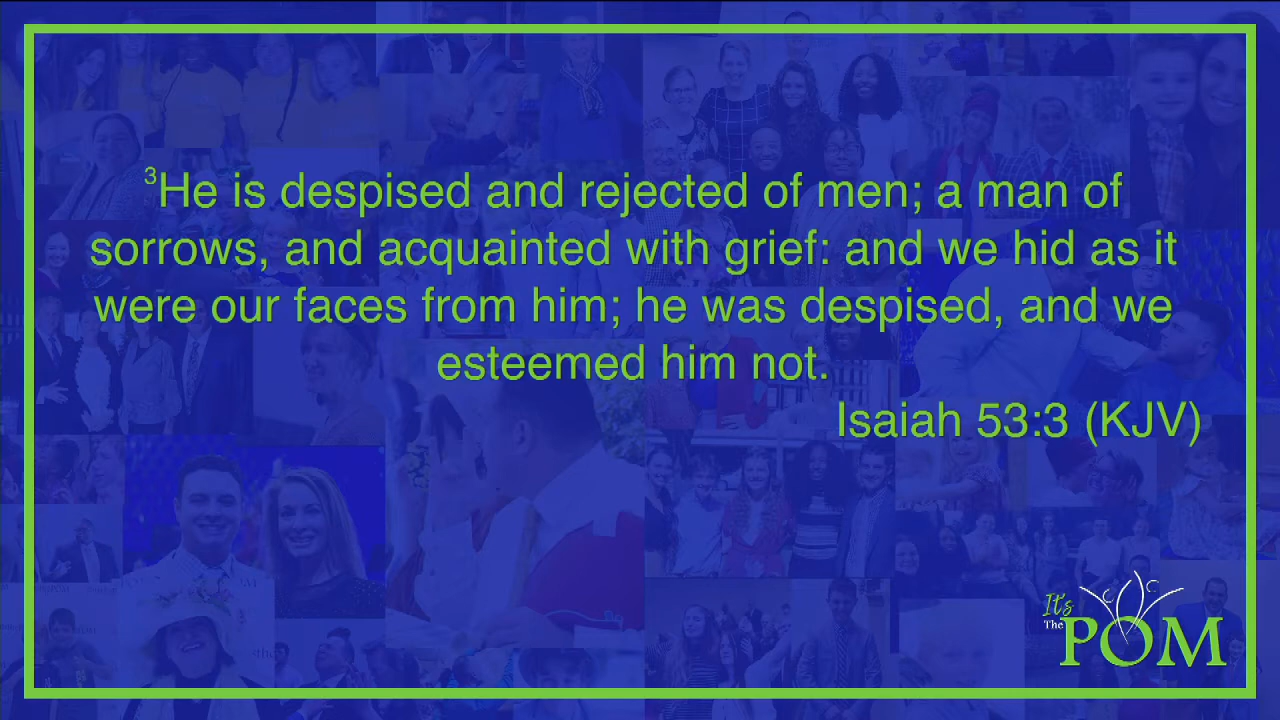 ³He is despised and rejected of men; a man of
sorrows, and acquainted with grief: and we hid as it
were our faces from him; he was despised, and we
esteemed him not.
Isaiah 53:3 (KJV)
It's
The POM